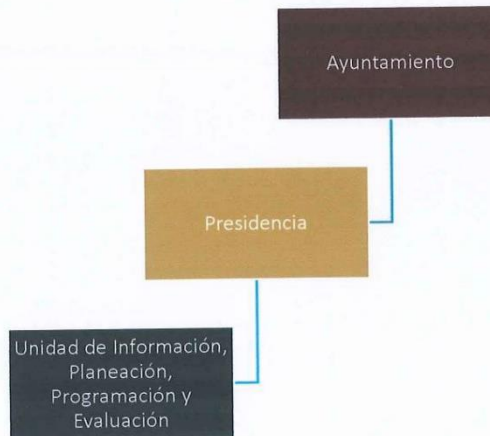 Ayuntamiento
Presidencia
Unidad de Información,
Planeación,
Programación y
Evaluación